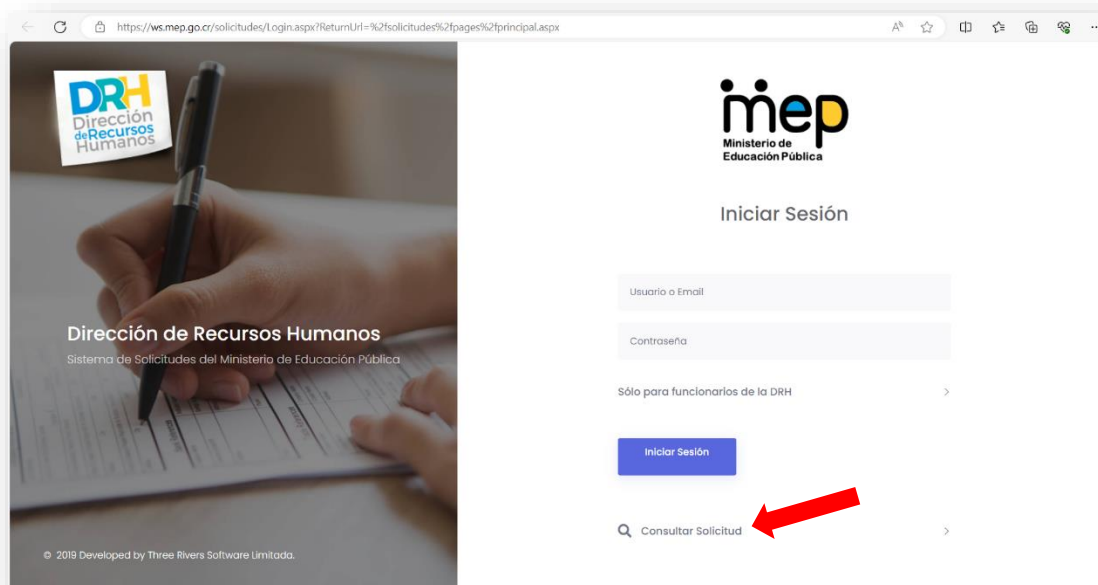 https://ws.mep.go.cr/solicitudes/Login.aspx?ReturnUrl=%2fsolicitudes%2fpages%2fprincipal.aspx
DRH
Dirección
deRecursos
Humanos
Dirección de Recursos Humanos
Sistema de Solicitudes del Ministerio de Educación Pública
© 2019 Developed by Three Rivers Software Limitada.
mep
Ministerio de
Educación Pública
Iniciar Sesión
Usuario o Email
Contraseña
Sólo para funcionarios de la DRH
Iniciar Sesión
Consultar Solicitud